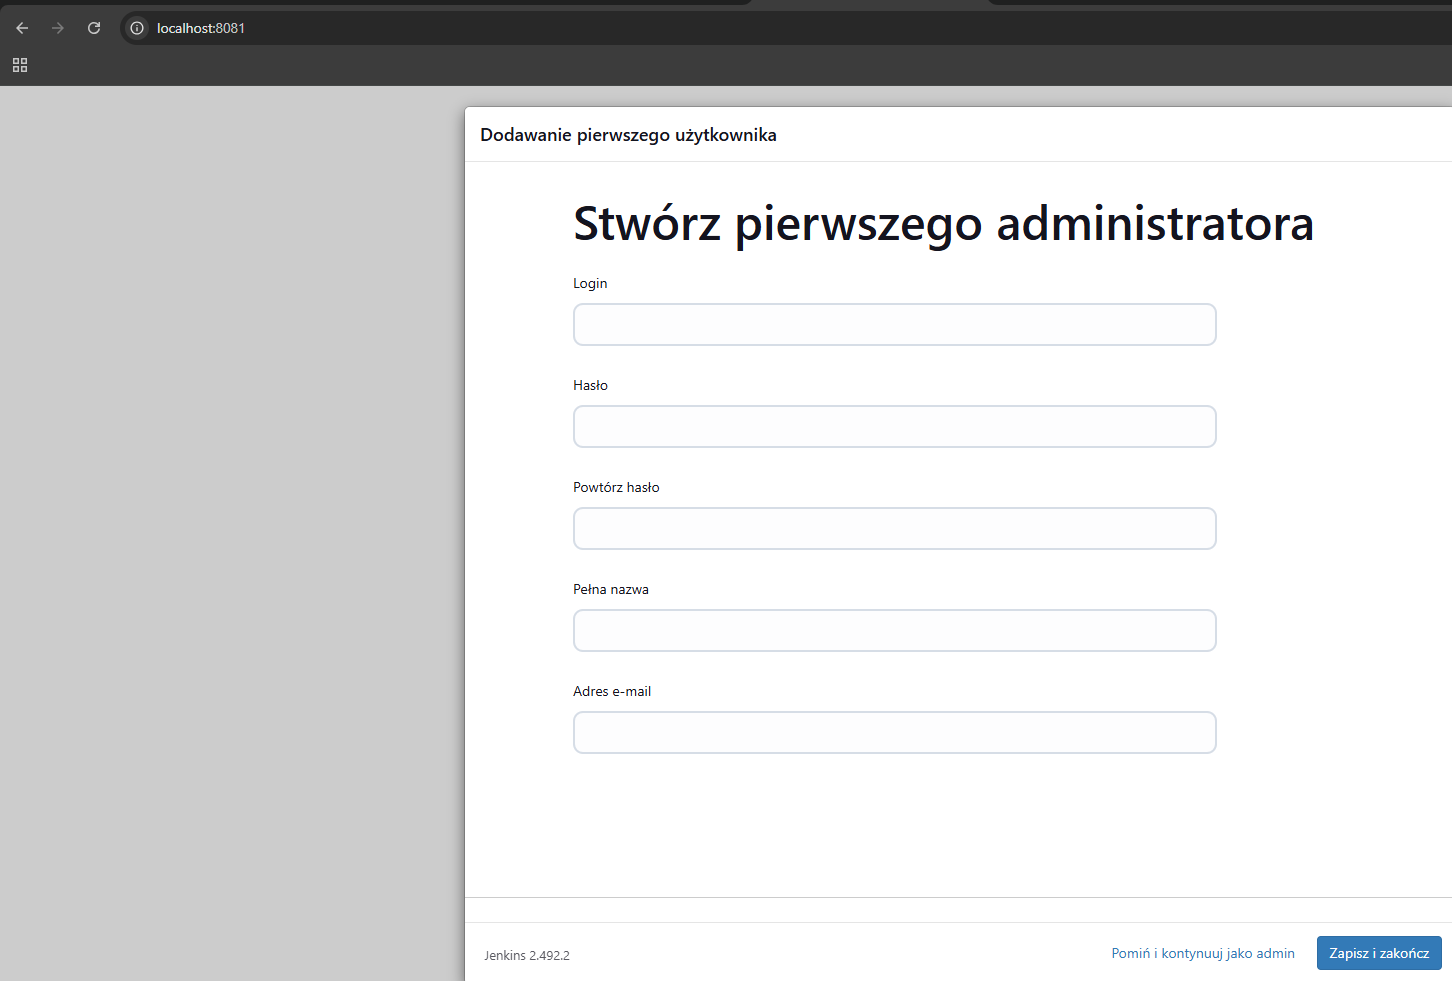 localhost:8081
Dodawanie pierwszego użytkownika
Stwórz pierwszego administratora
Login
Hasło
Powtórz hasło
Pełna nazwa
Adres e-mail
Jenkins 2.492.2
Pomiń i kontynuuj jako admin
Zapisz i zakończ